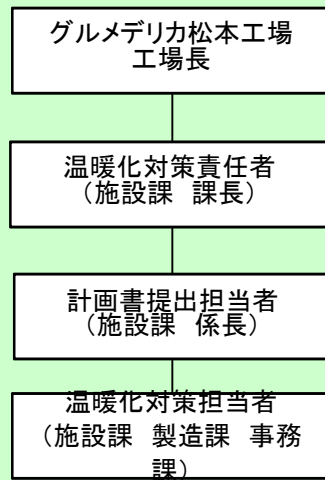 グルメデリカ松本工場
工場長
温暖化対策責任者
（施設課 課長）
計画書提出担当者
（施設課 係長）
温暖化対策担当者
（施設課 製造課 事務
課）